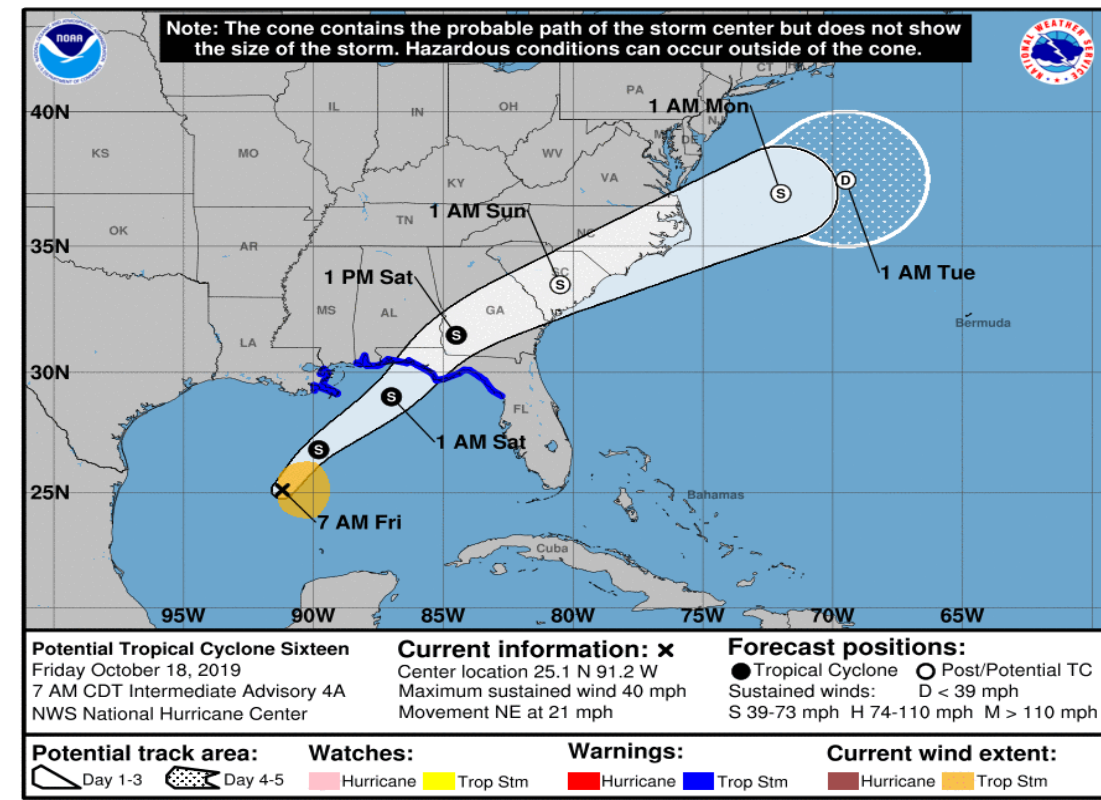 Note: The cone contains the probable path of the storm center but does not show
the size of the storm. Hazardous conditions can occur outside of the cone.
NOAA
NATIONAL WEATHER SERVICE
CT
40N
IL
IN
OH
PA
1 AM Mon
NJ
DE
KS
MO
WV
KY
VA
D
S
OK
TN
1 AM Sun
NC
35N
AR
1 PM Sat
SC
S
1 AM Tue
MS
AL
GA
S
Bermuda
LA
30N
S
FL
1 AM Sat
S
25N
7 AM Fri
Bahamas
Cuba
95W
90W
85W
80W
75W
70W
65W
Potential Tropical Cyclone Sixteen
Friday October 18, 2019
7 AM CDT Intermediate Advisory 4A
NWS National Hurricane Center
Current information: x
Center location 25.1 N 91.2 W
Maximum sustained wind 40 mph
Movement NE at 21 mph
Forecast positions:
Tropical Cyclone Post/Potential TC
Sustained winds: D < 39 mph
S 39-73 mph H 74-110 mph M > 110 mph
Potential track area:
Day 1-3 Day 4-5
Watches:
Hurricane Trop Stm
Warnings:
Hurricane Trop Stm
Current wind extent:
Hurricane Trop Stm